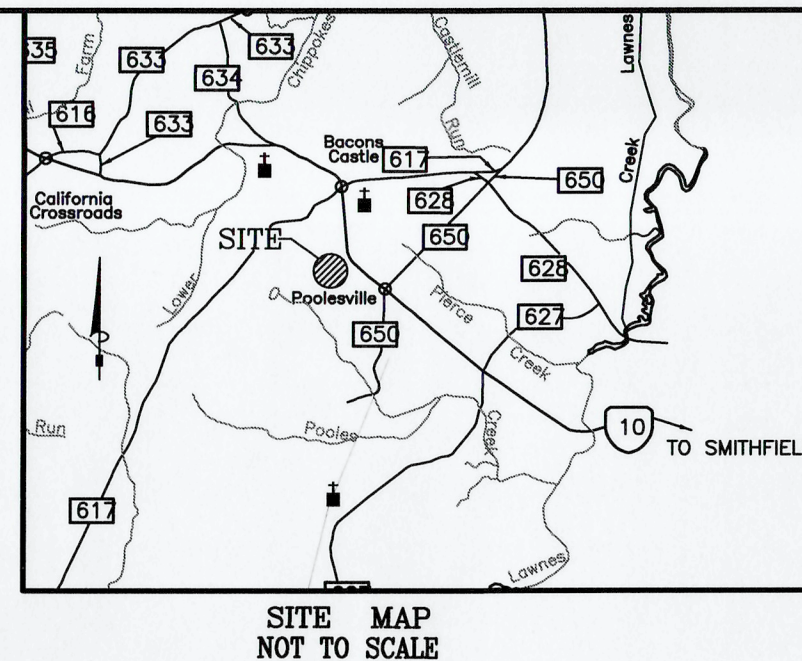 635
Farm
633
633
634
Chippokes
Castlemill
Run
Lawnes
Creek
616
633
Bacons
Castle
617
650
628
California
Crossroads
SITE
650
628
Lower
Poolesville
Pierce
Creek
627
650
Run
Pooles
Creek
10
TO SMITHFIEL
617
Lawnes
SITE MAP
NOT TO SCALE